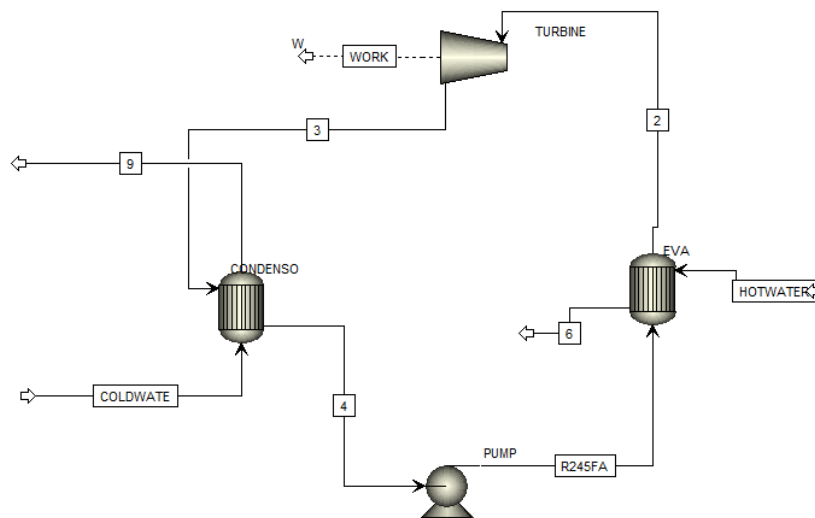 TURBINE
W
WORK
3
2
9
EVA
CONDENSO
HOTWATER
6
COLDWATE
4
PUMP
R245FA